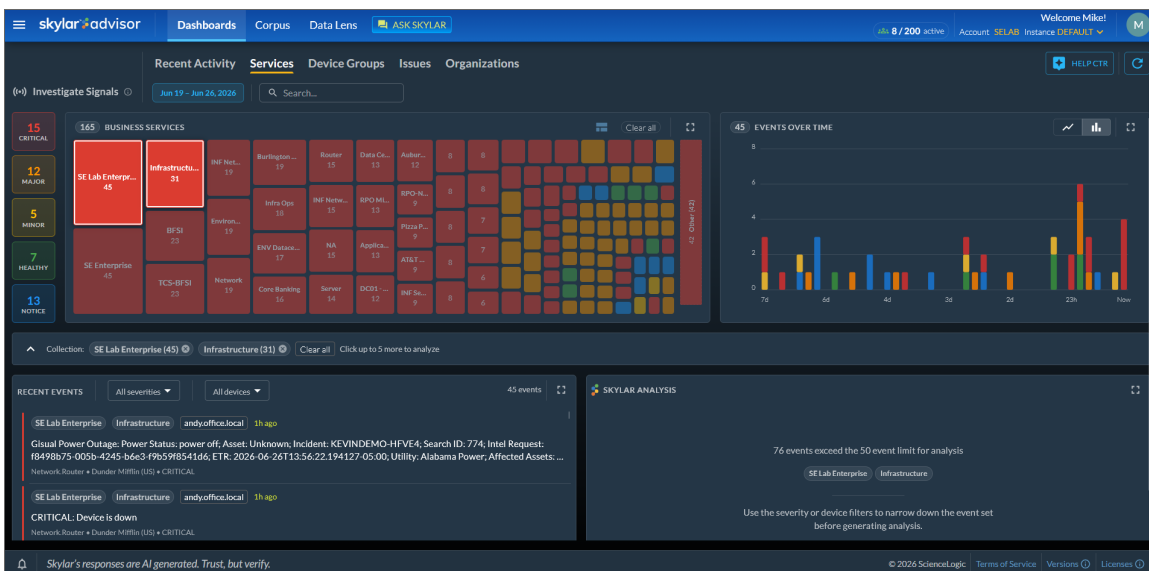 skylar advisor
Dashboards
Corpus
Data Lens
ASK SKYLAR
8 / 200 active
Welcome Mike!
Account SELAB Instance DEFAULT
M
Recent Activity
Services
Device Groups
Issues
Organizations
HELP CTR
Investigate Signals
Jun 19 – Jun 26, 2026
Search...
15
CRITICAL
12
MAJOR
5
MINOR
7
HEALTHY
13
NOTICE
165 BUSINESS SERVICES
Clear all
SE Lab Enterpr...
45
SE Enterprise
45
Infrastructu...
31
BFSI
23
TCS-BFSI
23
INF Net...
19
Environ...
19
Network
19
Burlington ...
19
Infra Ops
18
ENV Datace...
17
Core Banking
16
Router
15
INF Netw...
15
NA
15
Server
14
Data Ce...
13
RPO Mi...
13
Applica...
13
DC01 -...
12
Aubur...
12
RPO-N...
9
Pizza P...
9
AT&T ...
9
INF Se...
9
8
8
8
8
8
8
8
7
7
6
6
42 Other (42)
45 EVENTS OVER TIME
8
6
4
2
0
7d
6d
4d
3d
2d
23h
Now
Collection:
SE Lab Enterprise (45)
Infrastructure (31)
Clear all
Click up to 5 more to analyze
RECENT EVENTS
All severities
All devices
45 events
SE Lab Enterprise
Infrastructure
andy.office.local
1h ago
Gisual Power Outage: Power Status: power off; Asset: Unknown; Incident: KEVINDEMO-HFVE4; Search ID: 774, Intel Request:
f8498b75-005b-4245-b6e3-f9b59f8541d6; ETR: 2026-06-26T13:56:22.194127-05:00; Utility: Alabama Power; Affected Assets: ...
Network.Router • Dunder Mifflin (US) • CRITICAL
SE Lab Enterprise
Infrastructure
andy.office.local
1h ago
CRITICAL: Device is down
Network.Router • Dunder Mifflin (US) • CRITICAL
SKYLAR ANALYSIS
76 events exceed the 50 event limit for analysis
SE Lab Enterprise
Infrastructure
Use the severity or device filters to narrow down the event set
before generating analysis.
Skylar's responses are AI generated. Trust, but verify.
© 2026 ScienceLogic
Terms of Service
Versions
Licenses